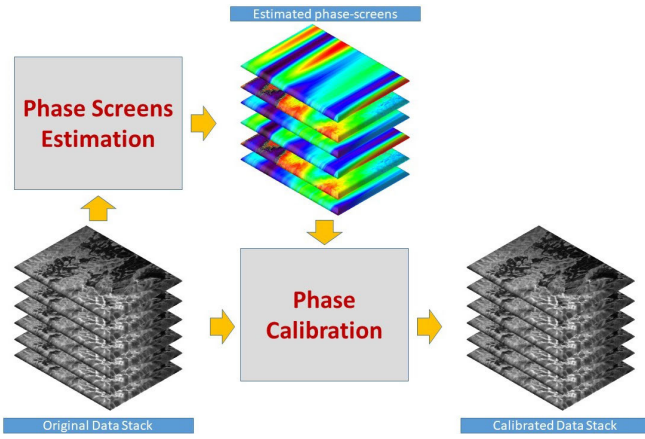 Estimated phase-screens
Phase Screens
Estimation
Phase
Calibration
Original Data Stack
Calibrated Data Stack